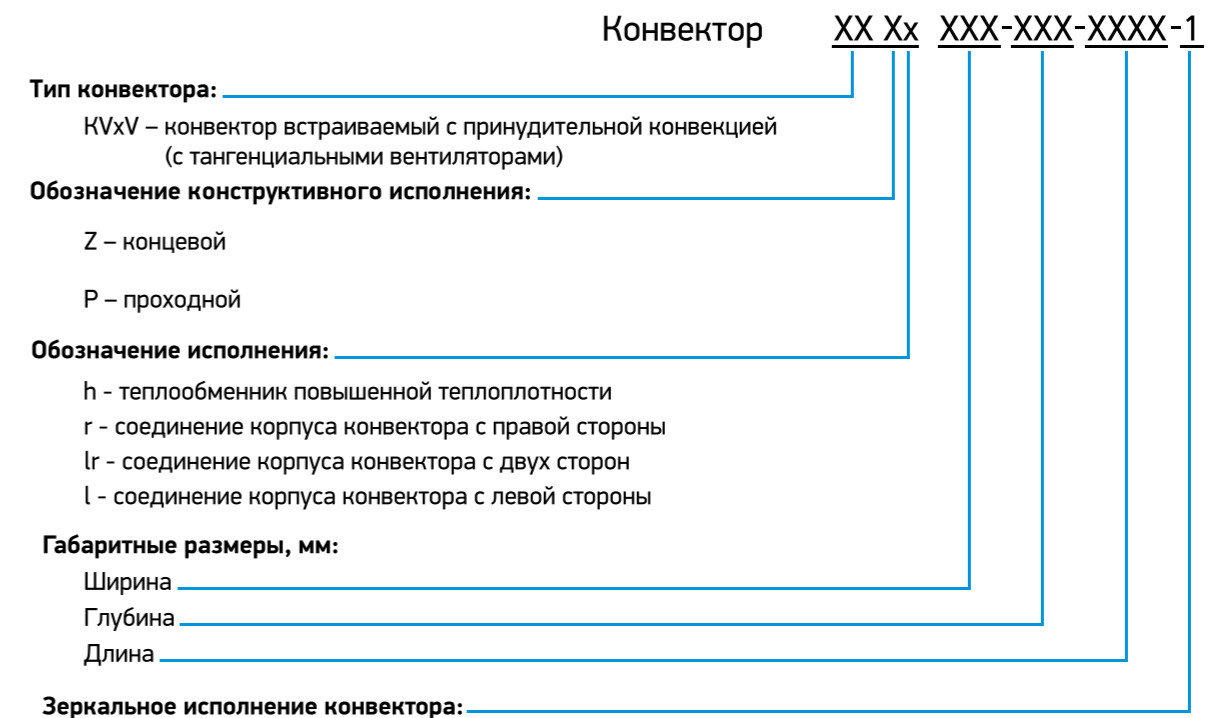 Конвектор XX Xx XXX-XXX-XXXX-1
Тип конвектора:
KVxV – конвектор встраиваемый с принудительной конвекцией
(с тангенциальными вентиляторами)
Обозначение конструктивного исполнения:
Z – концевой
P – проходной
Обозначение исполнения:
h - теплообменник повышенной теплоплотности
r - соединение корпуса конвектора с правой стороны
lr - соединение корпуса конвектора с двух сторон
l - соединение корпуса конвектора с левой стороны
Габаритные размеры, мм:
Ширина
Глубина
Длина
Зеркальное исполнение конвектора: